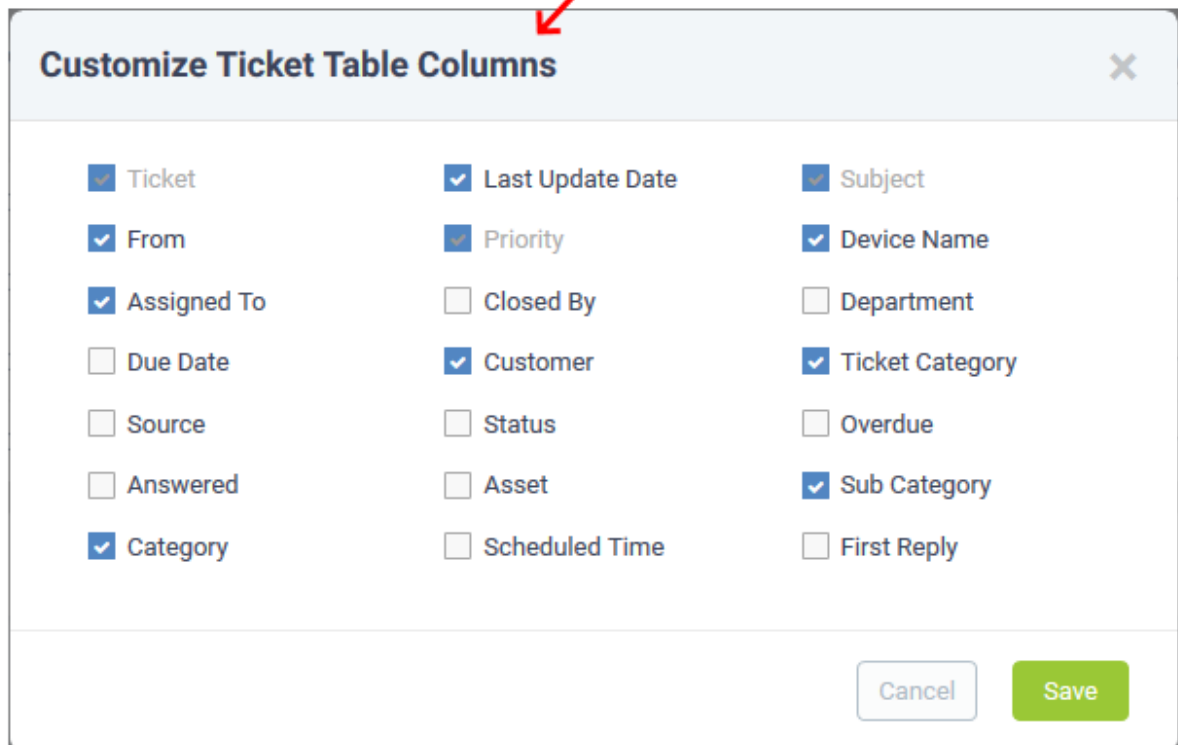 Customize Ticket Table Columns
Ticket Last Update Date Subject
From Priority Device Name
Assigned To Closed By Department
Due Date Customer Ticket Category
Source Status Overdue
Answered Asset Sub Category
Category Scheduled Time First Reply
Cancel Save